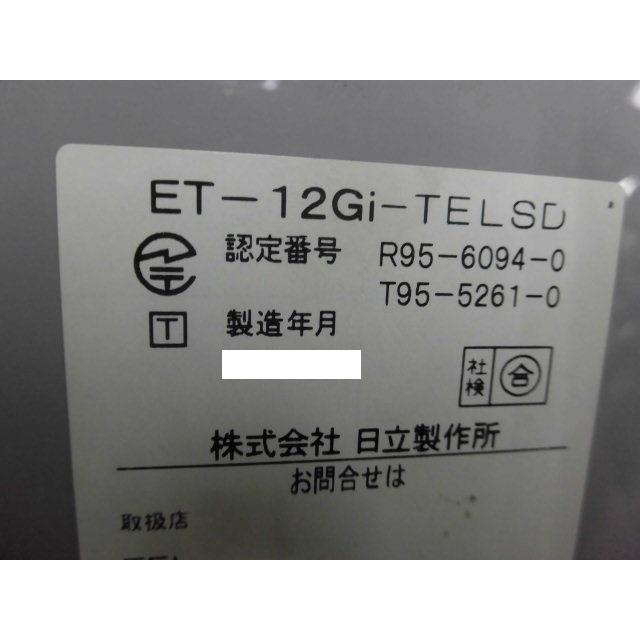 ET-12Gi-TELSD
認定番号 R95-6094-0
T95-5261-0
T 製造年月
社検 合
株式会社 日立製作所
お問合せは
取扱店